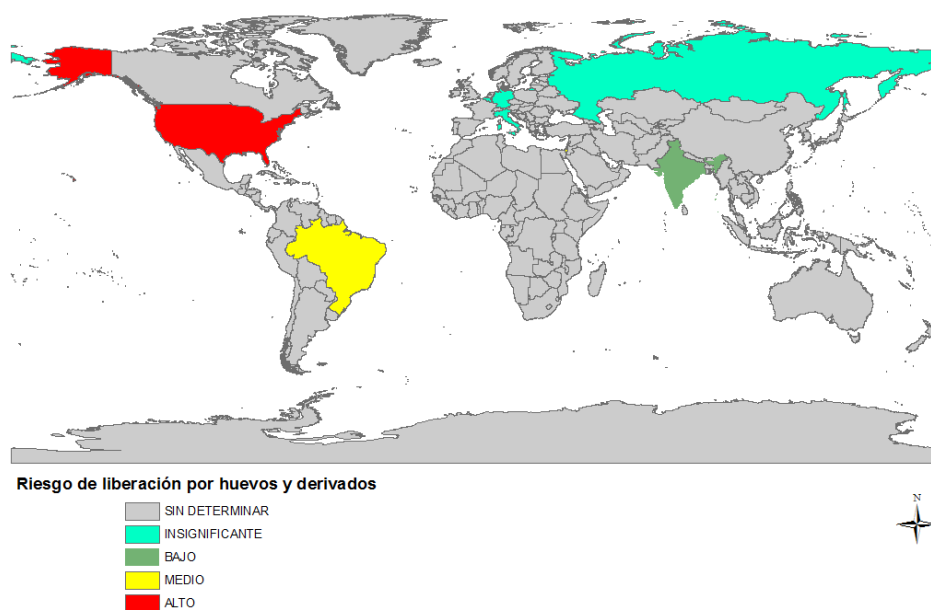 Riesgo de liberación por huevos y derivados
SIN DETERMINAR
INSIGNIFICANTE
BAJO
MEDIO
ALTO
N